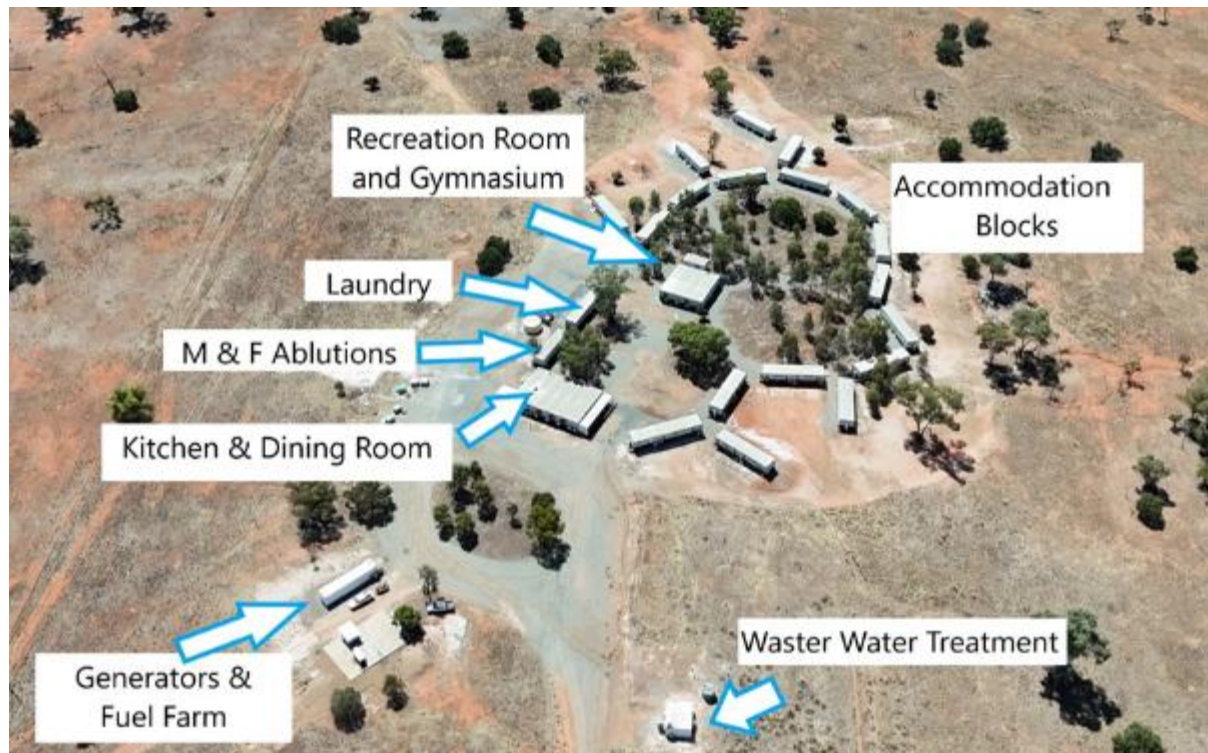 Recreation Room
and Gymnasium
Accommodation
Blocks
Laundry
M & F Ablutions
Kitchen & Dining Room
Waster Water Treatment
Generators &
Fuel Farm